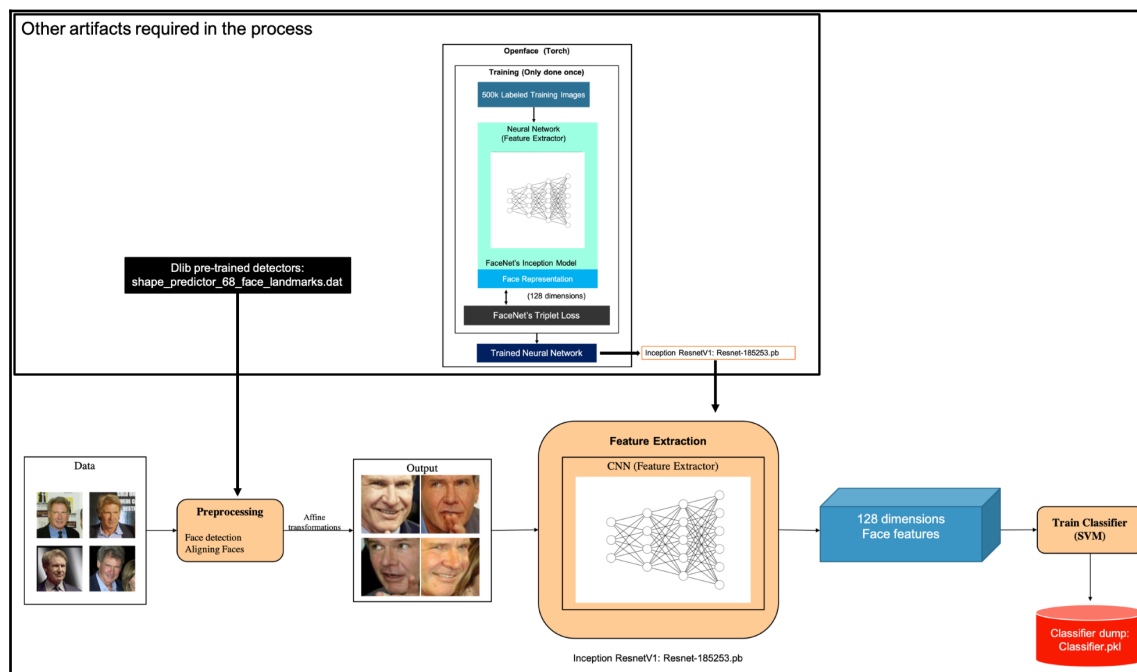 Other artifacts required in the process
Openface (Torch)
Training (Only done once)
500k Labeled Training Images
Neural Network
(Feature Extractor)
FaceNet's Inception Model
Face Representation
(128 dimensions)
FaceNet's Triplet Loss
Trained Neural Network
Inception ResnetV1: Resnet-185253.pb
Dlib pre-trained detectors:
shape_predictor_68_face_landmarks.dat
Data
Preprocessing
Face detection
Aligning Faces
Affine
transformations
Output
Feature Extraction
CNN (Feature Extractor)
Inception ResnetV1: Resnet-185253.pb
128 dimensions
Face features
Train Classifier
(SVM)
Classifier dump:
Classifier.pkl